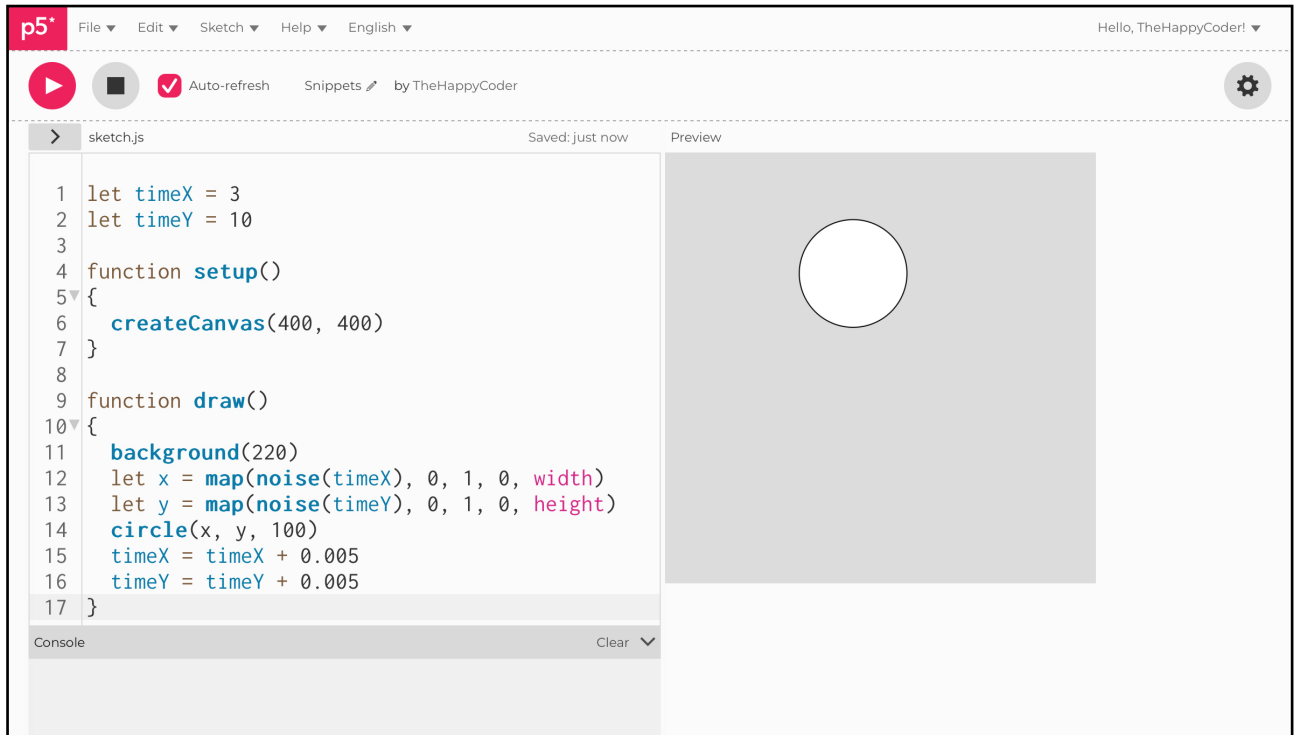 p5* File Edit Sketch Help English Hello, TheHappyCoder!
Auto-refresh Snippets by TheHappyCoder
sketch.js Saved: just now Preview
1 let timeX = 3
2 let timeY = 10
3
4 function setup()
5 {
6 createCanvas(400, 400)
7 }
8
9 function draw()
10 {
11 background(220)
12 let x = map(noise(timeX), 0, 1, 0, width)
13 let y = map(noise(timeY), 0, 1, 0, height)
14 circle(x, y, 100)
15 timeX = timeX + 0.005
16 timeY = timeY + 0.005
17 }
Console Clear